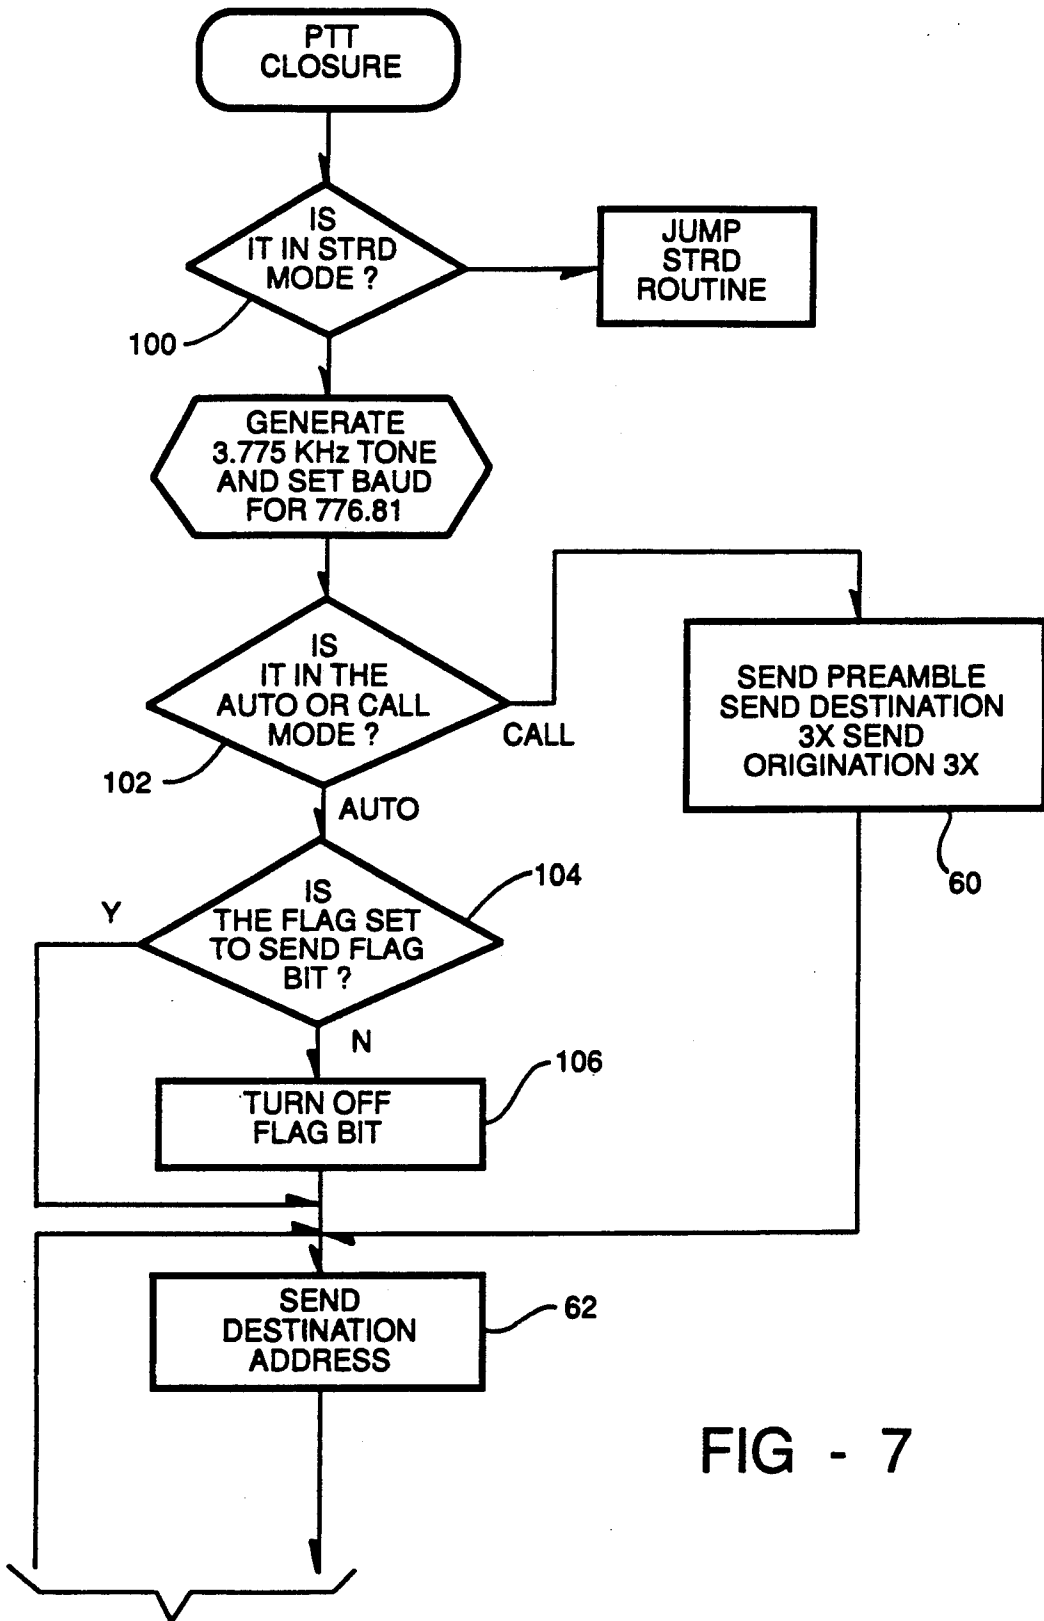 PTT
CLOSURE
IS
IT IN STRD
MODE ?
100
JUMP
STRD
ROUTINE
GENERATE
3.775 KHz TONE
AND SET BAUD
FOR 776.81
IS
IT IN THE
AUTO OR CALL
MODE ?
102
CALL
AUTO
SEND PREAMBLE
SEND DESTINATION
3X SEND
ORIGINATION 3X
60
IS
THE FLAG SET
TO SEND FLAG
BIT ?
104
Y
N
TURN OFF
FLAG BIT
106
SEND
DESTINATION
ADDRESS
62
FIG - 7